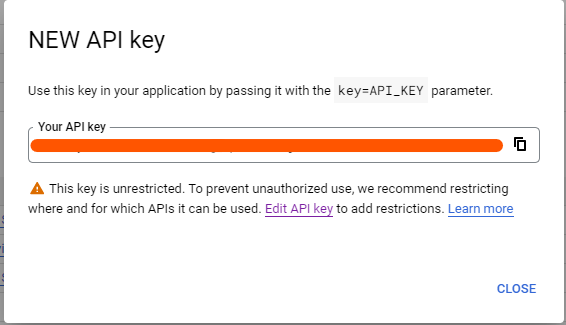 NEW API key
Use this key in your application by passing it with the key=API_KEY parameter.
Your API key
This key is unrestricted. To prevent unauthorized use, we recommend restricting
where and for which APIs it can be used. Edit API key to add restrictions. Learn more
CLOSE